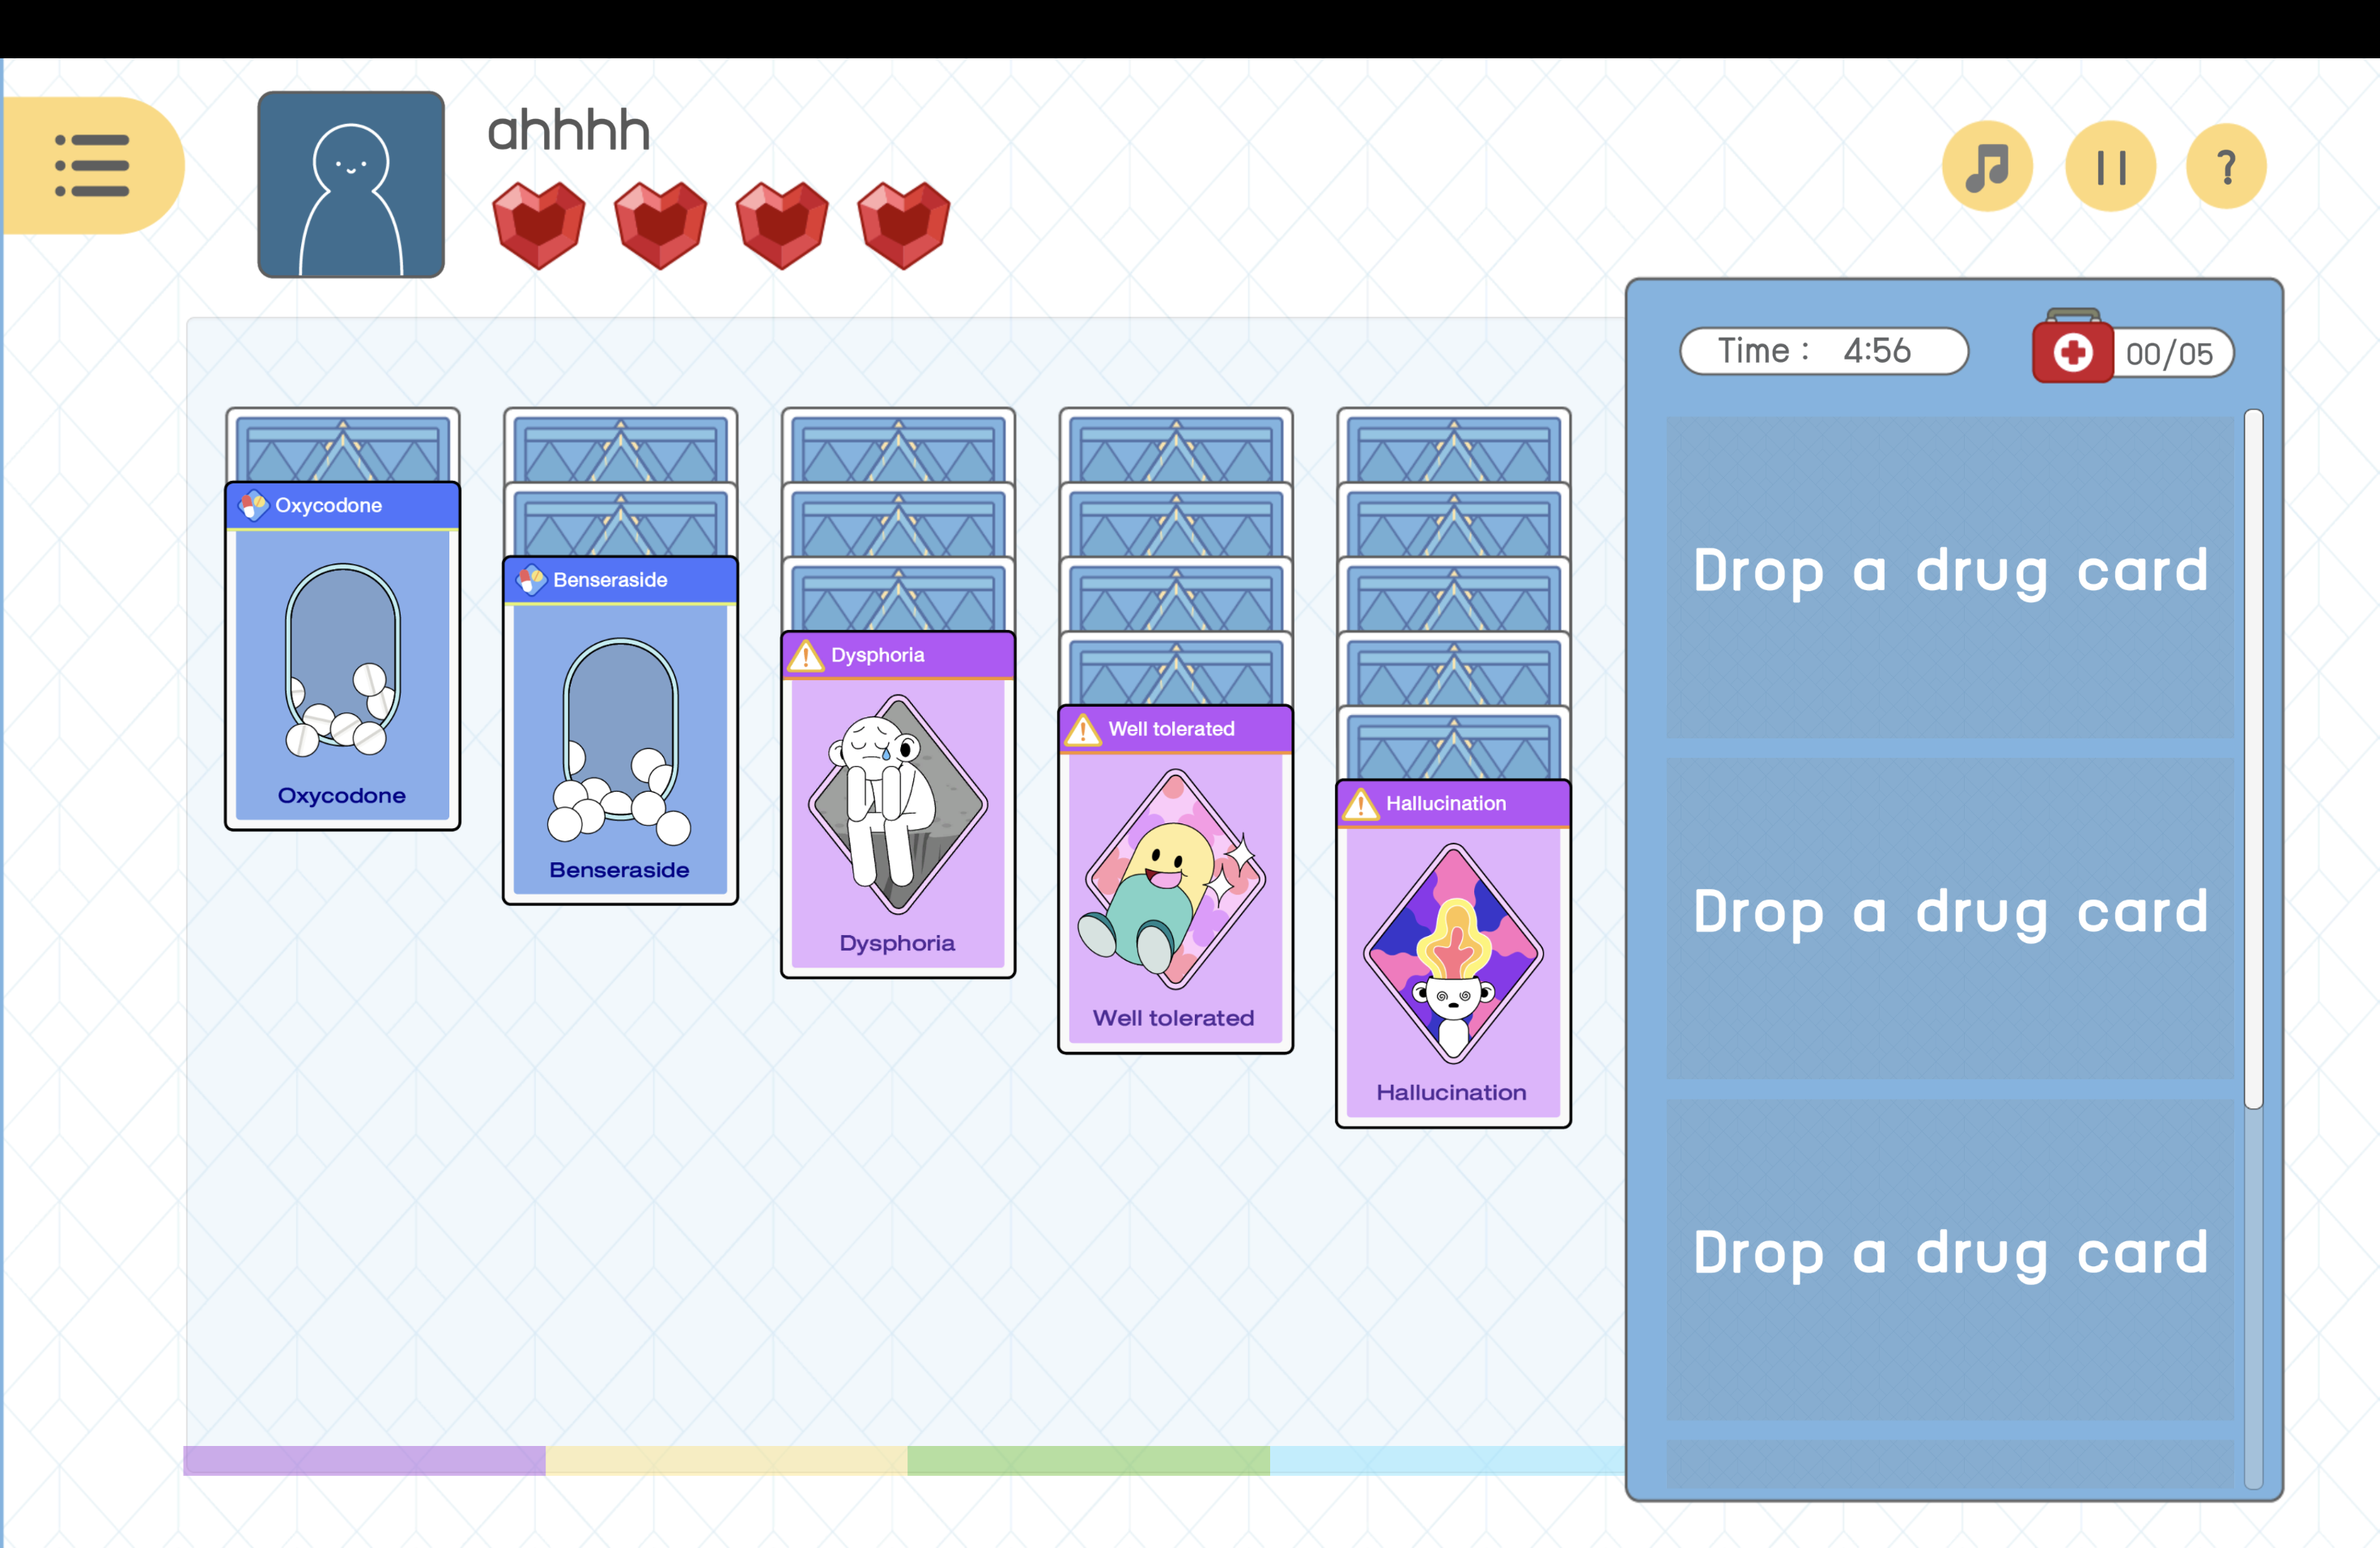 ahhhh
?
Time : 4:56
00/05
Oxycodone
Oxycodone
Benseraside
Benseraside
Dysphoria
Dysphoria
Well tolerated
Well tolerated
Hallucination
Hallucination
Drop a drug card
Drop a drug card
Drop a drug card